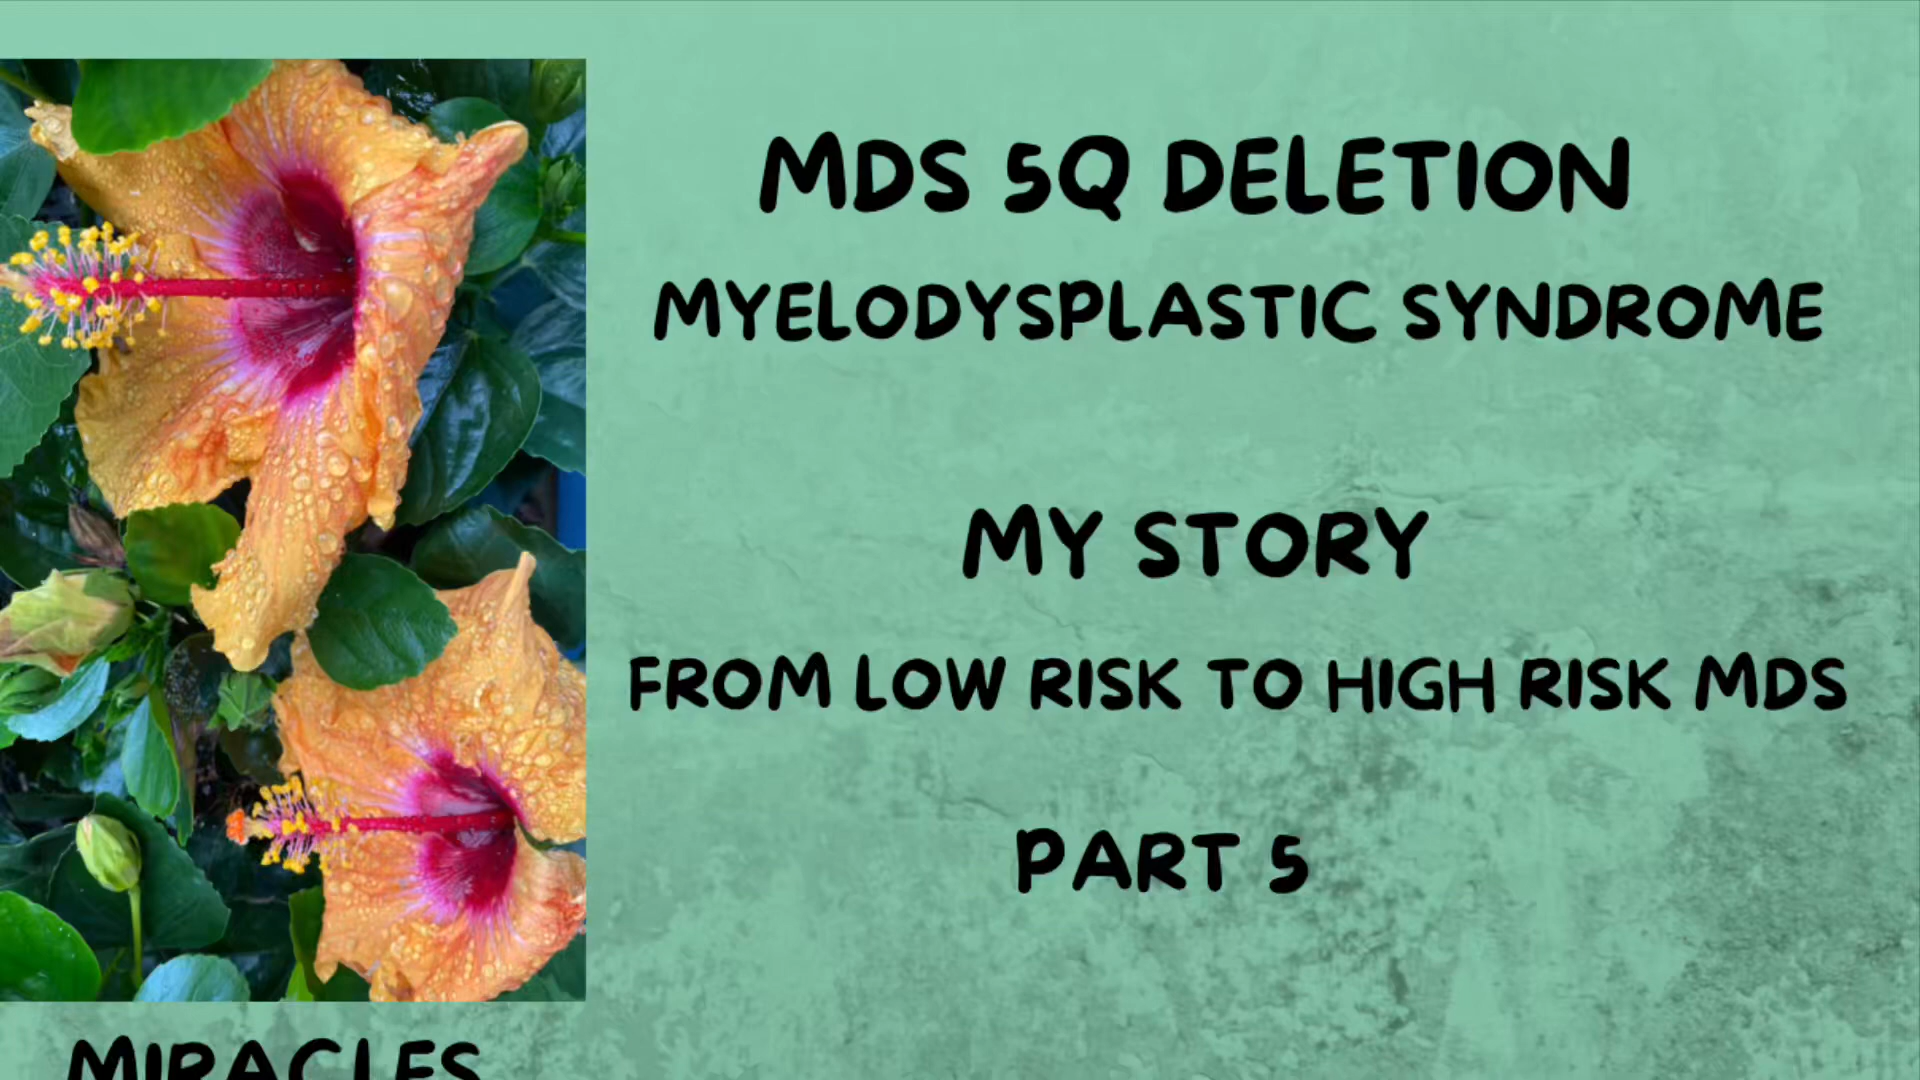 MDS 5Q DELETION
MYELODYSPLASTIC SYNDROME
MY STORY
FROM LOW RISK TO HIGH RISK MDS
PART 5
MIRACLES